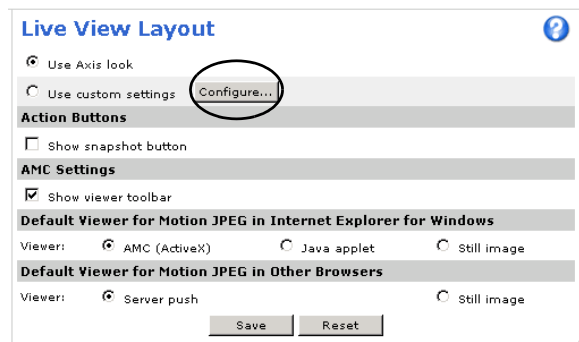 Live View Layout ?
Use Axis look
Use custom settings Configure...
Action Buttons
Show snapshot button
AMC Settings
Show viewer toolbar
Default Viewer for Motion JPEG in Internet Explorer for Windows
Viewer: AMC (ActiveX) Java applet Still image
Default Viewer for Motion JPEG in Other Browsers
Viewer: Server push Still image
Save Reset